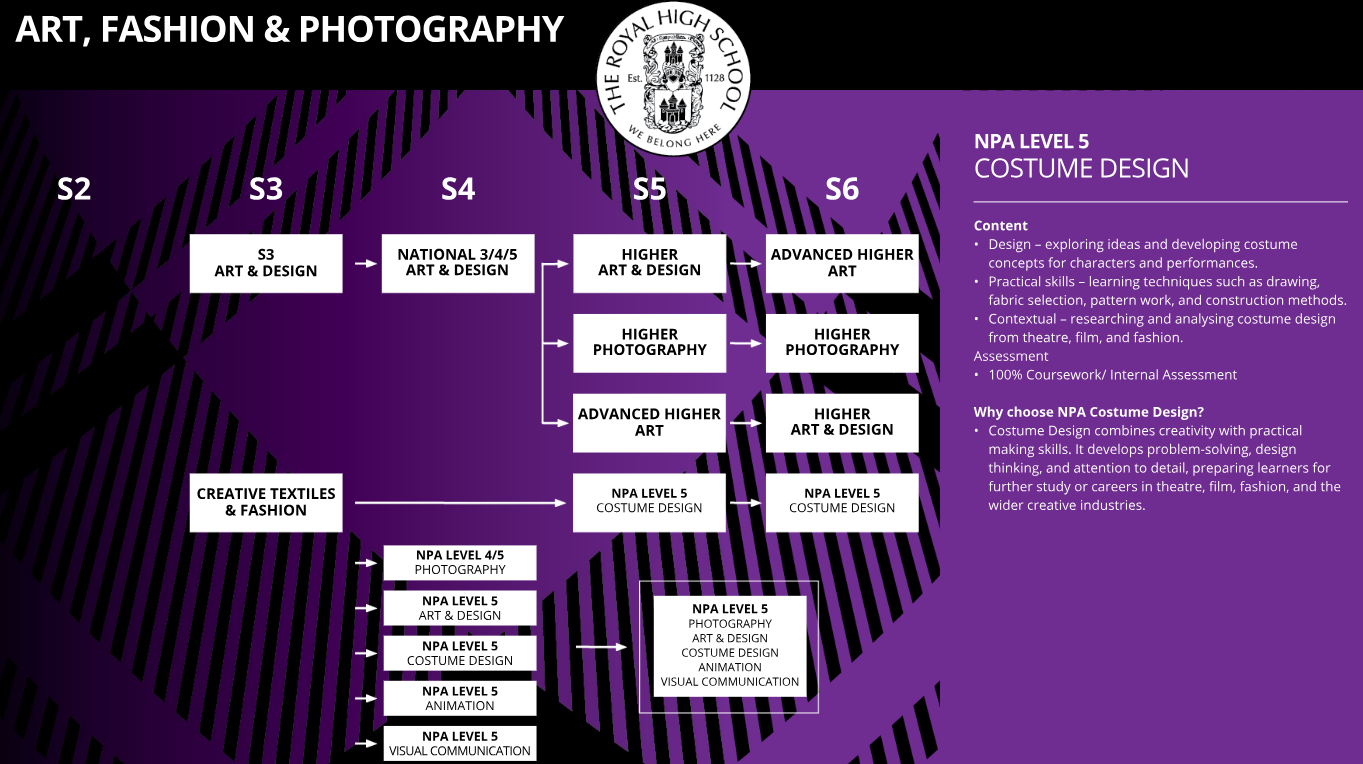 ART, FASHION & PHOTOGRAPHY
THE ROYAL HIGH SCHOOL
Est. 1128
WE BELONG HERE
S2 S3 S4 S5 S6
S3
ART & DESIGN
NATIONAL 3/4/5
ART & DESIGN
HIGHER
ART & DESIGN
ADVANCED HIGHER
ART
HIGHER
PHOTOGRAPHY
HIGHER
PHOTOGRAPHY
ADVANCED HIGHER
ART
HIGHER
ART & DESIGN
CREATIVE TEXTILES
& FASHION
NPA LEVEL 5
COSTUME DESIGN
NPA LEVEL 5
COSTUME DESIGN
NPA LEVEL 4/5
PHOTOGRAPHY
NPA LEVEL 5
ART & DESIGN
NPA LEVEL 5
COSTUME DESIGN
NPA LEVEL 5
ANIMATION
NPA LEVEL 5
VISUAL COMMUNICATION
NPA LEVEL 5
PHOTOGRAPHY
ART & DESIGN
COSTUME DESIGN
ANIMATION
VISUAL COMMUNICATION
NPA LEVEL 5
COSTUME DESIGN
Content
• Design – exploring ideas and developing costume
concepts for characters and performances.
• Practical skills – learning techniques such as drawing,
fabric selection, pattern work, and construction methods.
• Contextual – researching and analysing costume design
from theatre, film, and fashion.
Assessment
• 100% Coursework/ Internal Assessment
Why choose NPA Costume Design?
• Costume Design combines creativity with practical
making skills. It develops problem-solving, design
thinking, and attention to detail, preparing learners for
further study or careers in theatre, film, fashion, and the
wider creative industries.